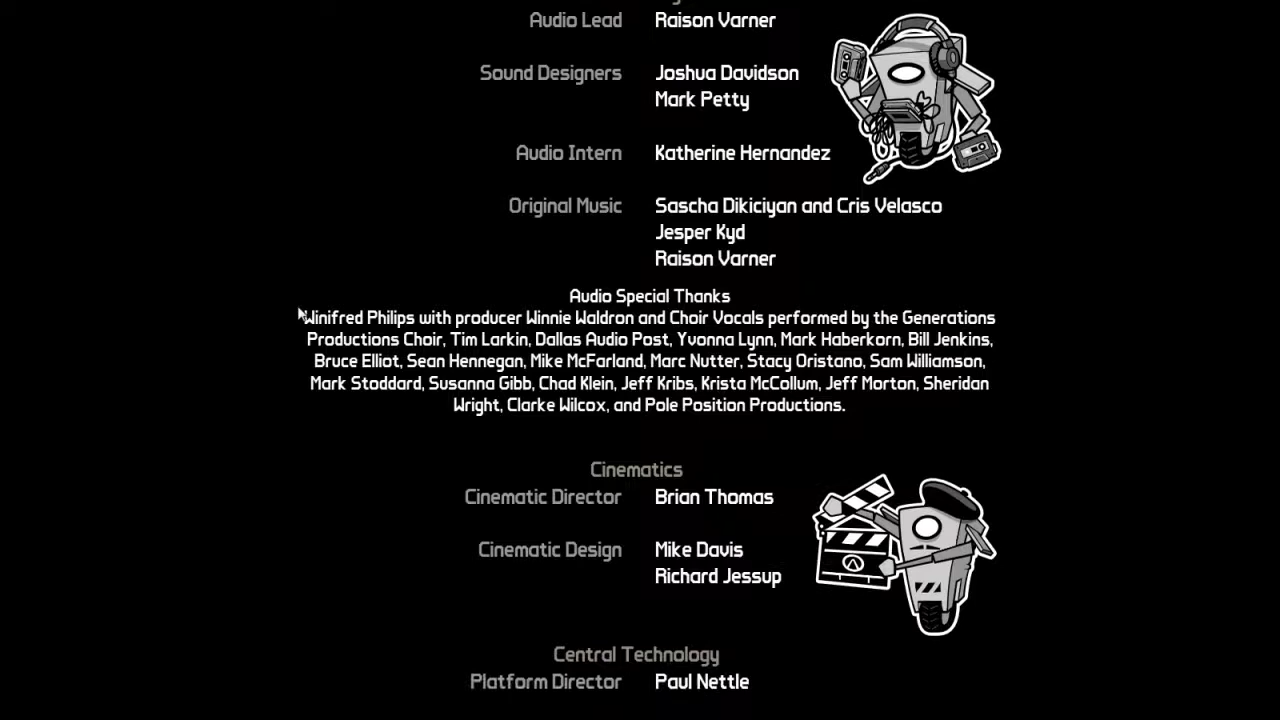 Audio Lead Raison Varner
Sound Designers Joshua Davidson
Mark Petty
Audio Intern Katherine Hernandez
Original Music Sascha Dikiciyan and Cris Velasco
Jesper Kyd
Raison Varner
Audio Special Thanks
Winifred Philips with producer Winnie Waldron and Choir Vocals performed by the Generations
Productions Choir, Tim Larkin, Dallas Audio Post, Yvonna Lynn, Mark Haberkorn, Bill Jenkins,
Bruce Elliot, Sean Hennegan, Mike McFarland, Marc Nutter, Stacy Oristano, Sam Williamson,
Mark Stoddard, Susanna Gibb, Chad Klein, Jeff Kribs, Krista McCollum, Jeff Morton, Sheridan
Wright, Clarke Wilcox, and Pole Position Productions.
Cinematics
Cinematic Director Brian Thomas
Cinematic Design Mike Davis
Richard Jessup
Central Technology
Platform Director Paul Nettle